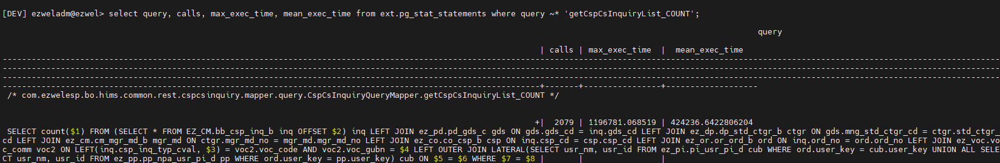 [DEV] ezweladm@ezwel> select query, calls, max_exec_time, mean_exec_time from ext.pg_stat_statements where query ~* 'getCspCsInquiryList_COUNT';
query
| calls | max_exec_time | mean_exec_time
--------------------------------------------------------------------------------------------------------------------------------------------------------------------------------------------------------------
--------------------------------------------------------------------------------------------------------------------------------------------------------------------------------------------------------------
--------------------------------------------------------------------------------------------------------------------------------------------------------------------------------------------------------------
---------------------------------------------------------------------------------------------------------------+-------+----------------+-------------------
/* com.ezwelesp.bo.hims.common.rest.cspcsinquiry.mapper.query.CspCsInquiryQueryMapper.getCspCsInquiryList_COUNT */
+| 2079 | 1196781.068519 | 424236.6422806204
SELECT count($1) FROM (SELECT * FROM EZ_CM.bb_csp_inq_b inq OFFSET $2) inq LEFT JOIN ez_pd.pd_gds_c gds ON gds.gds_cd = inq.gds_cd LEFT JOIN ez_dp.dp_std_ctgr_b ctgr ON gds.mng_std_ctgr_cd = ctgr.std_ctgr_
cd LEFT JOIN ez_cm.cm_mgr_md_b mgr_md ON ctgr.mgr_md_no = mgr_md.mgr_md_no LEFT JOIN ez_co.co_csp_b csp ON inq.csp_cd = csp.csp_cd LEFT JOIN ez_or.or_ord_b ord ON inq.ord_no = ord.ord_no LEFT JOIN ez_voc.vo
c_comm voc2 ON LEFT(inq.csp_inq_typ_cval, $3) = voc2.voc_code AND voc2.voc_gubn = $4 LEFT OUTER JOIN LATERAL(SELECT usr_nm, usr_id FROM ez_pi.pi_usr_pi_d cub WHERE ord.user_key = cub.user_key UNION ALL SELE
CT usr_nm, usr_id FROM ez_pp.pp_npa_usr_pi_d pp WHERE ord.user_key = pp.user_key) cub ON $5 = $6 WHERE $7 = $8 | | |